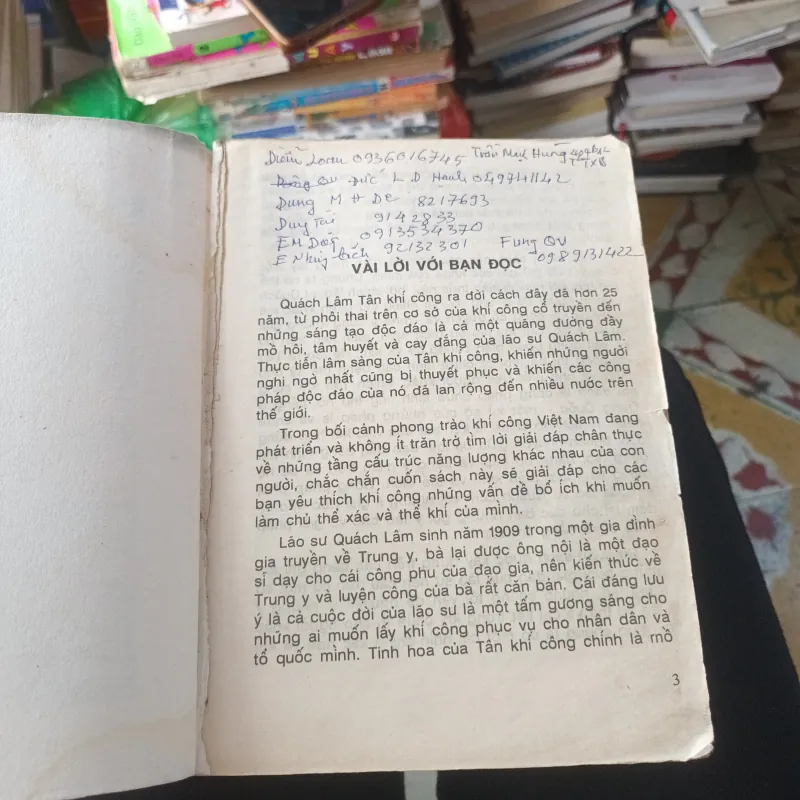 Diễn Loan 0936016745 Trần Mạnh Hùng
QV Đức L D Hạnh
Dung M H De 8217693
Duy Tái 9142833
EM 0913534370
E Nhung bích 92132301 Fung QV
0989131422
VÀI LỜI VỚI BẠN ĐỌC
Quách Lâm Tân khí công ra đời cách đây đã hơn 25
năm, từ phôi thai trên cơ sở của khí công cổ truyền đến
những sáng tạo độc đáo là cả một quãng đường đầy
mồ hôi, tâm huyết và cay đắng của lão sư Quách Lâm.
Thực tiễn lâm sàng của Tân khí công, khiến những người
nghi ngờ nhất cũng bị thuyết phục và khiến các công
pháp độc đáo của nó đã lan rộng đến nhiều nước trên
thế giới.
Trong bối cảnh phong trào khí công Việt Nam đang
phát triển và không ít trăn trở tìm lời giải đáp chân thực
về những tầng cấu trúc năng lượng khác nhau của con
người, chắc chắn cuốn sách này sẽ giải đáp cho các
bạn yêu thích khí công những vấn đề bổ ích khi muốn
làm chủ thể xác và thể khí của mình.
Lão sư Quách Lâm sinh năm 1909 trong một gia đình
gia truyền về Trung y, bà lại được ông nội là một đạo
sĩ dạy cho cái công phu của đạo gia, nên kiến thức về
Trung y và luyện công của bà rất căn bản. Cái đáng lưu
ý là cả cuộc đời của lão sư là một tấm gương sáng cho
những ai muốn lấy khí công phục vụ cho nhân dân và
tổ quốc mình. Tinh hoa của Tân khí công chính là mồ
3